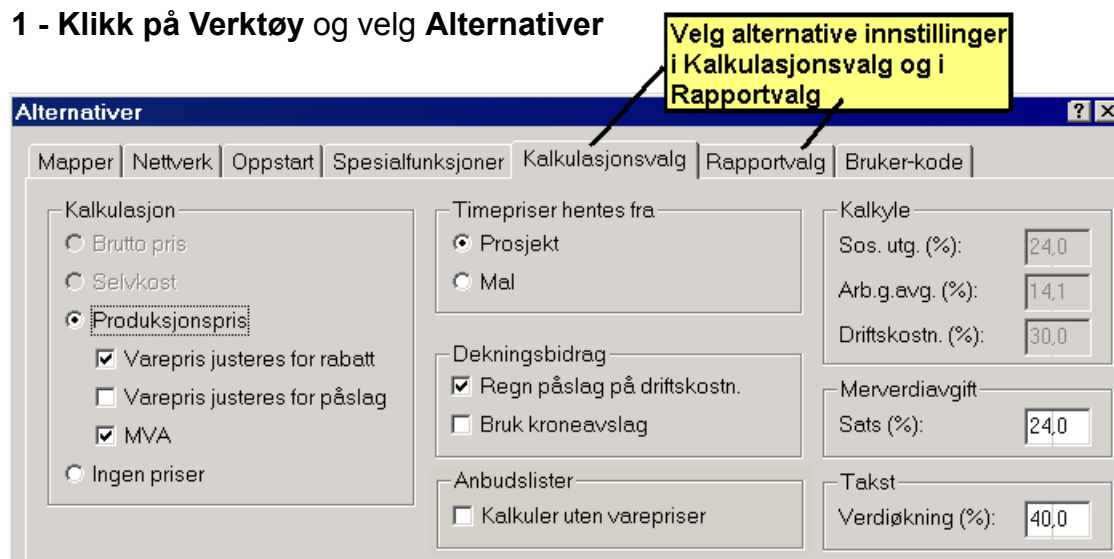 1 - Klikk på Verktøy og velg Alternativer
Velg alternative innstillinger
i Kalkulasjonsvalg og i
Rapportvalg
Alternativer
Mapper
Nettverk
Oppstart
Spesialfunksjoner
Kalkulasjonsvalg
Rapportvalg
Bruker-kode
Kalkulasjon
Brutto pris
Selvkost
Produksjonspris
Varepris justeres for rabatt
Varepris justeres for påslag
MVA
Ingen priser
Timepriser hentes fra
Prosjekt
Mal
Dekningsbidrag
Regn påslag på driftskostn.
Bruk kroneavslag
Anbudslister
Kalkuler uten varepriser
Kalkyle
Sos. utg. (%): 24,0
Arb.g.avg. (%): 14,1
Driftskostn. (%): 30,0
Merverdiavgift
Sats (%): 24,0
Takst
Verdiøkning (%): 40,0